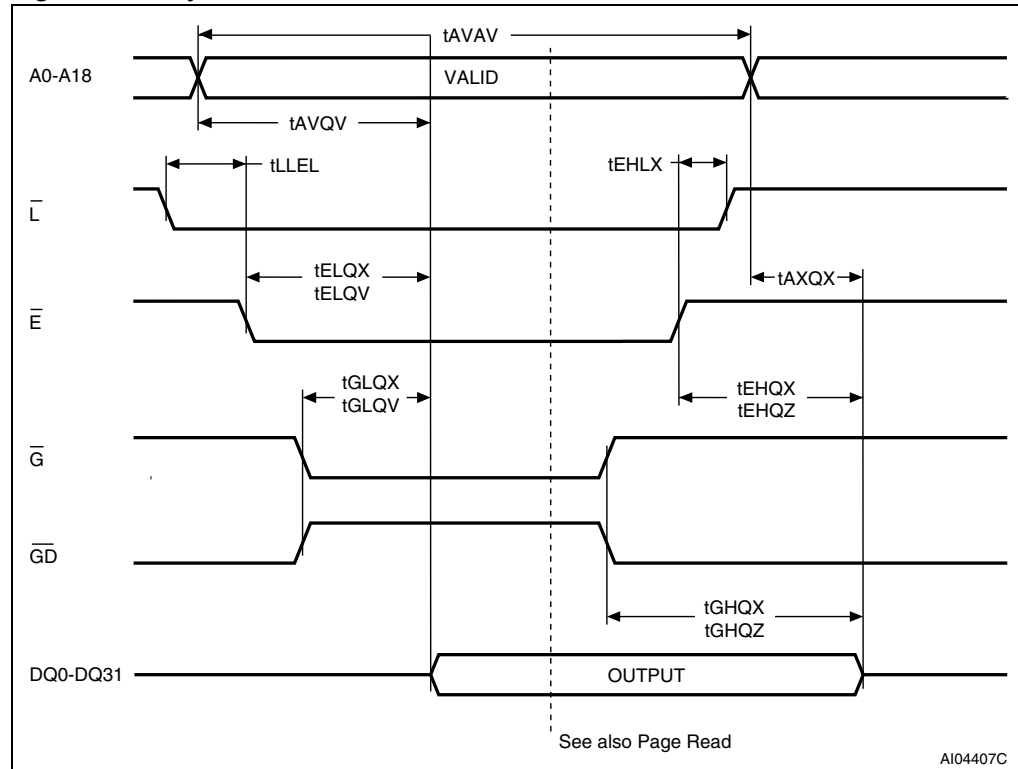 tAVAV
A0-A18
VALID
tAVQV
tLLEL
tEHLX
L̅
tELQX
tELQV
tAXQX
E̅
tGLQX
tGLQV
tEHQX
tEHQZ
G̅
G̅D̅
tGHQX
tGHQZ
DQ0-DQ31
OUTPUT
See also Page Read
AI04407C